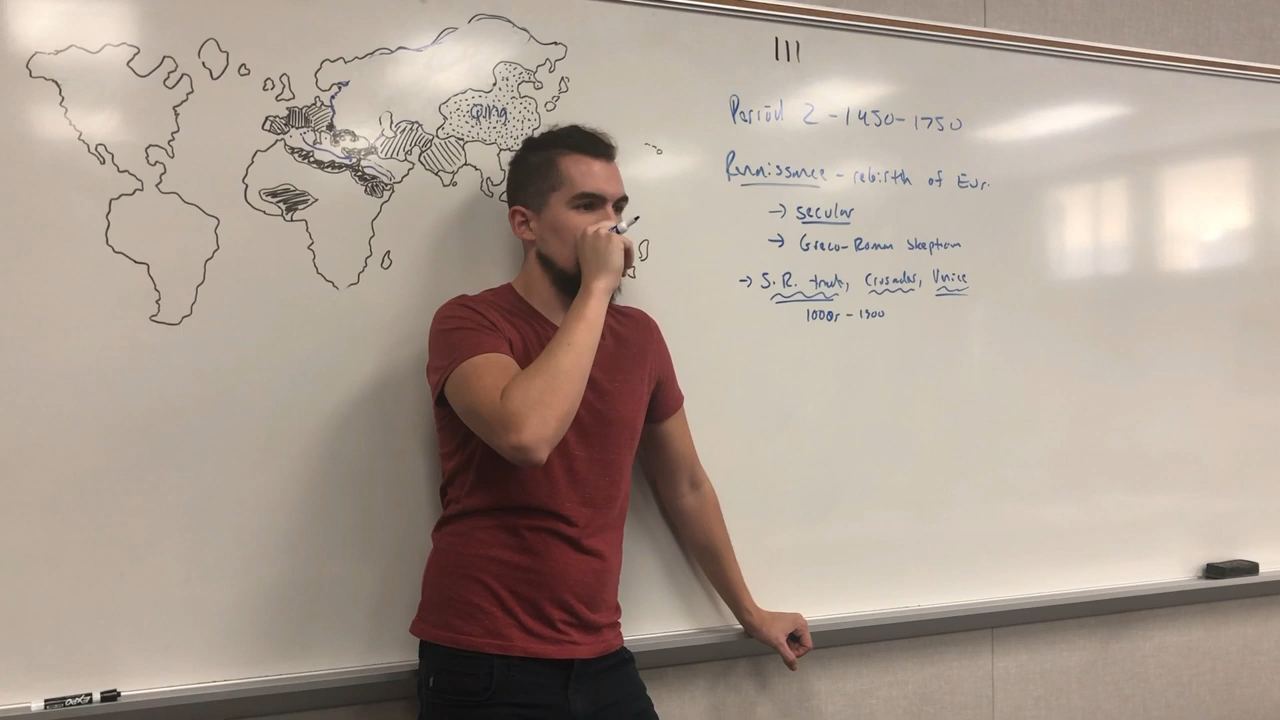 Qing
III
Period 2 - 1450-1750
Renaissance - rebirth of Eur.
→ secular
→ Greco-Roman skeptism
→ S.R. trade, Crusades, Venice
1000s - 1300
EXPO